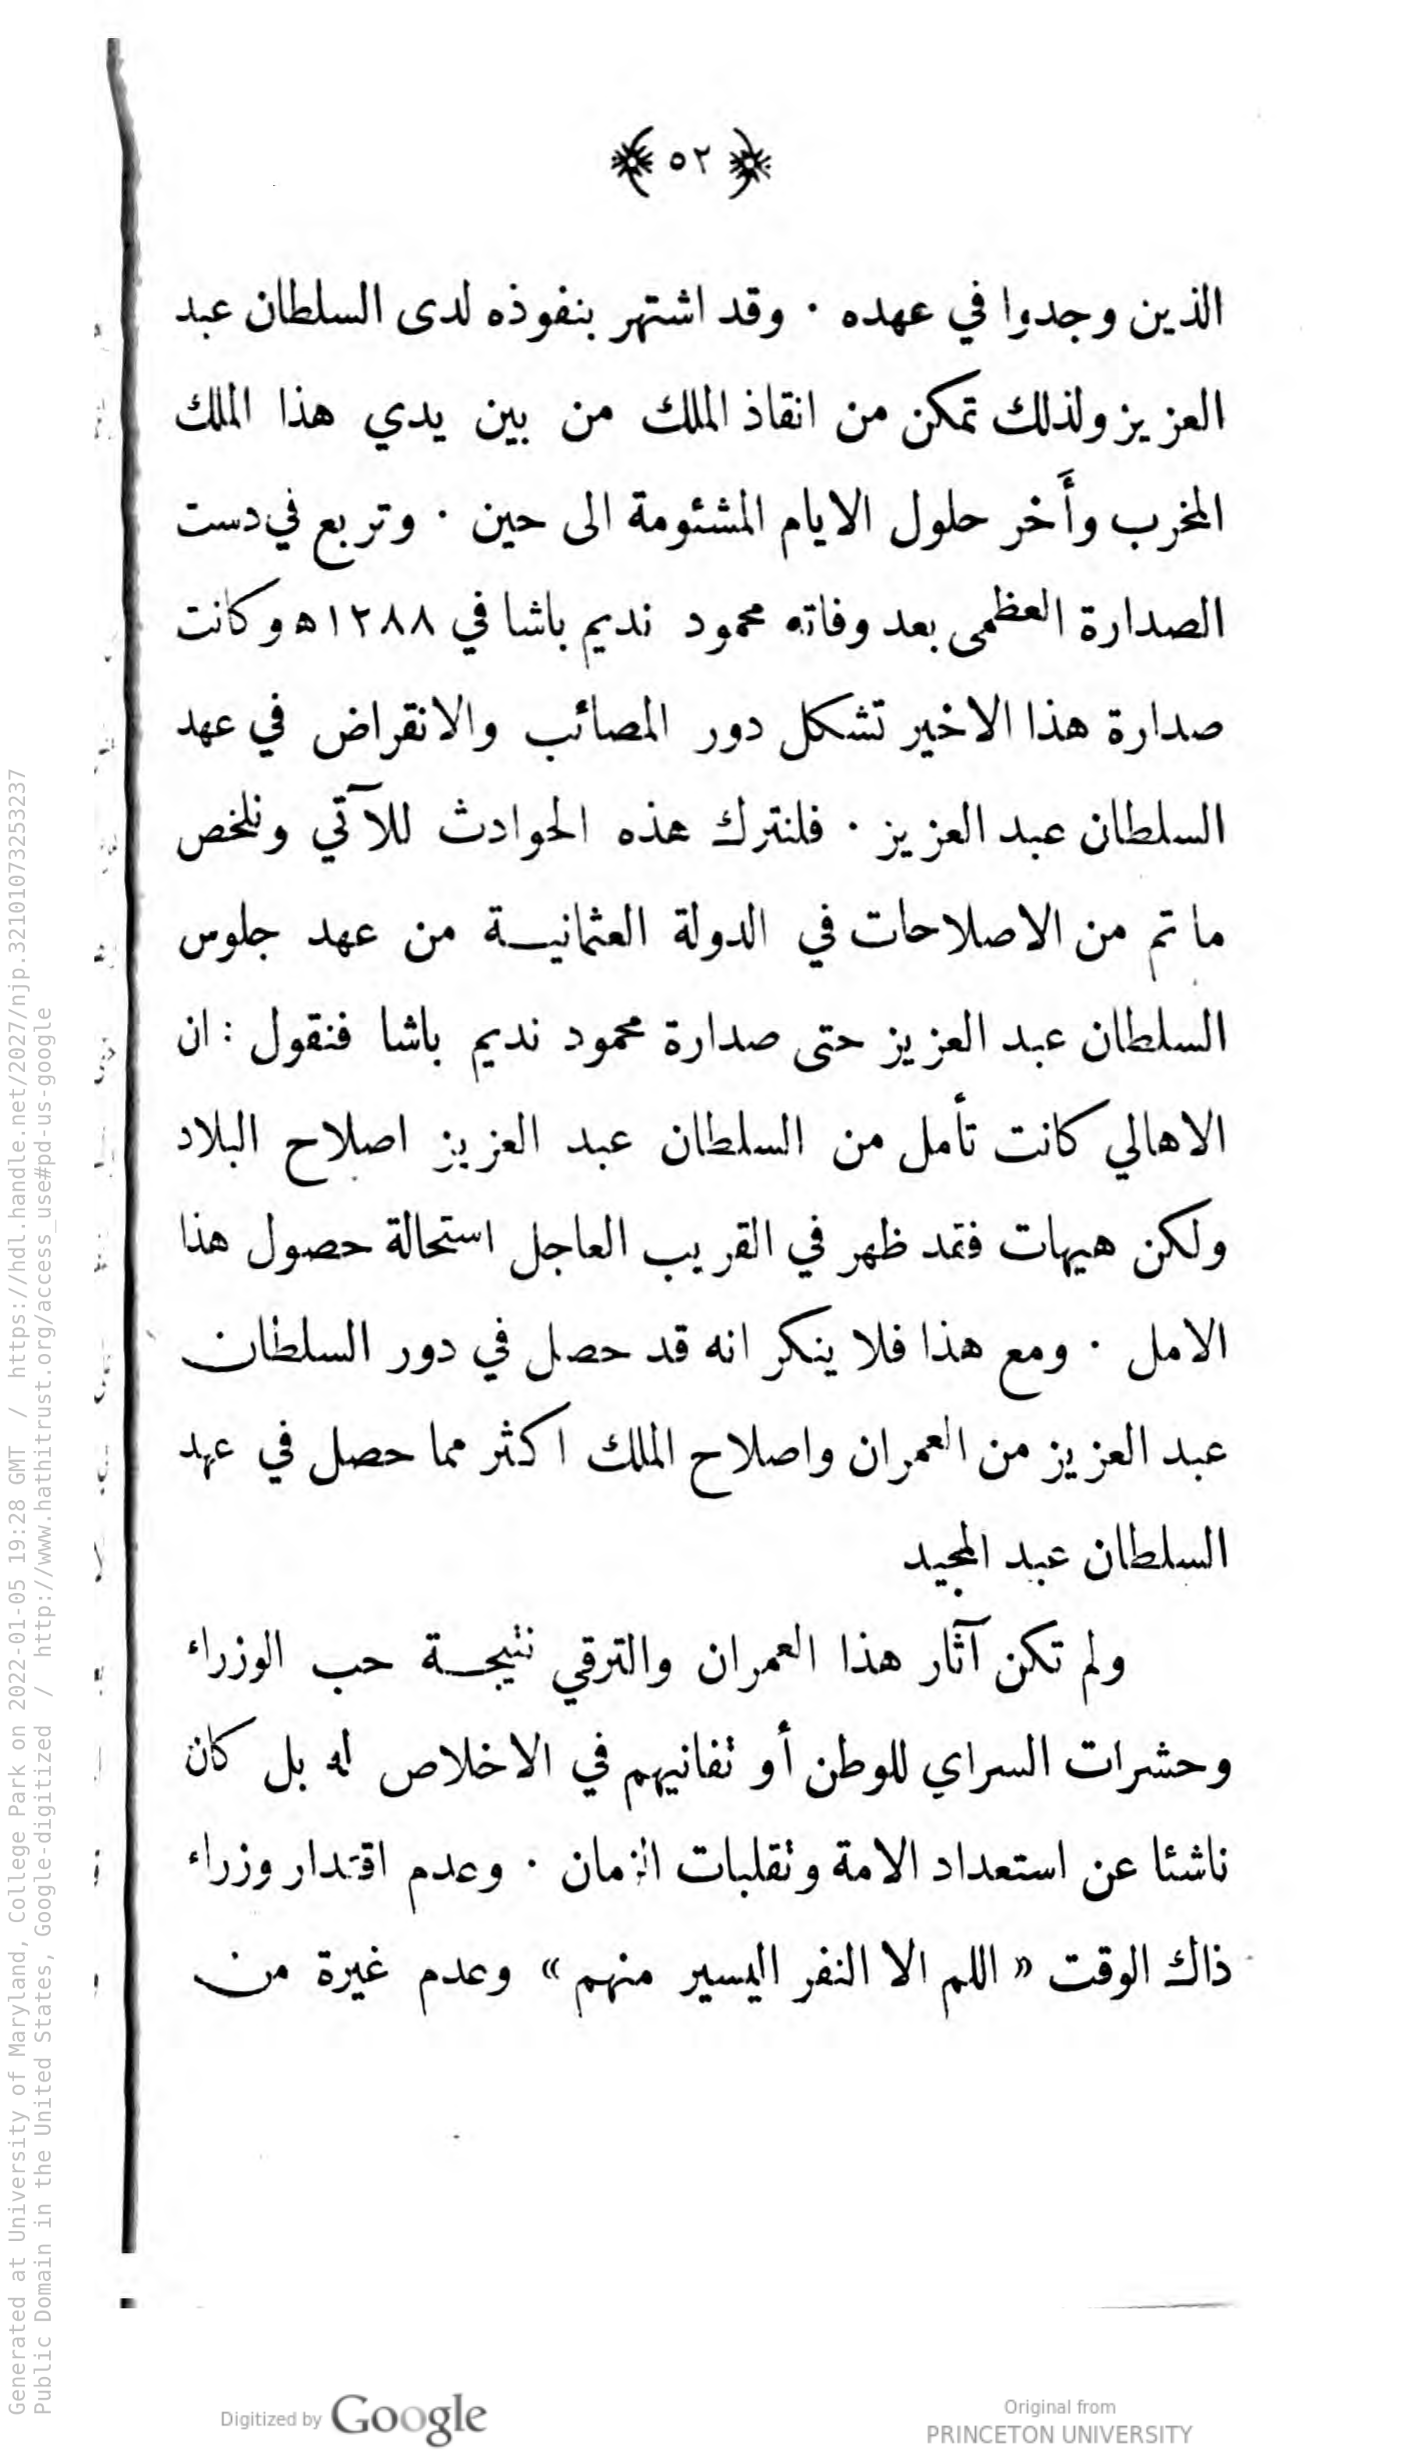 ﴿ ٥٢ ﴾
الذين وجدوا في عهده . وقد اشتهر بنفوذه لدى السلطان عبد
العزيز ولذلك تمكن من انقاذ الملك من بين يدي هذا الملك
المخرب وأَخر حلول الايام المشئومة الى حين . وتربع في دست
الصدارة العظمى بعد وفاته محمود نديم باشا في ١٢٨٨ه وكانت
صدارة هذا الاخير تشكل دور المصائب والانقراض في عهد
السلطان عبد العزيز . فلنترك هذه الحوادث للآتي ونلخص
ما تم من الاصلاحات في الدولة العثمانية من عهد جلوس
السلطان عبد العزيز حتى صدارة محمود نديم باشا فنقول : ان
الاهالي كانت تأمل من السلطان عبد العزيز اصلاح البلاد
ولكن هيهات فقد ظهر في القريب العاجل استحالة حصول هذا
الامل . ومع هذا فلا ينكر انه قد حصل في دور السلطان
عبد العزيز من العمران واصلاح الملك اكثر مما حصل في عهد
السلطان عبد المجيد
ولم تكن آثار هذا العمران والترقي نتيجة حب الوزراء
وحشرات السراي للوطن أو تفانيهم في الاخلاص له بل كان
ناشئا عن استعداد الامة وتقلبات الزمان . وعدم اقتدار وزراء
ذاك الوقت « اللهم الا النفر اليسير منهم » وعدم غيرة من
Digitized by Google
Original from
PRINCETON UNIVERSITY
Generated at University of Maryland, College Park on 2022-01-05 19:28 GMT / https://hdl.handle.net/2027/njp.32101073253237
Public Domain in the United States, Google-digitized / http://www.hathitrust.org/access_use#pd-us-google